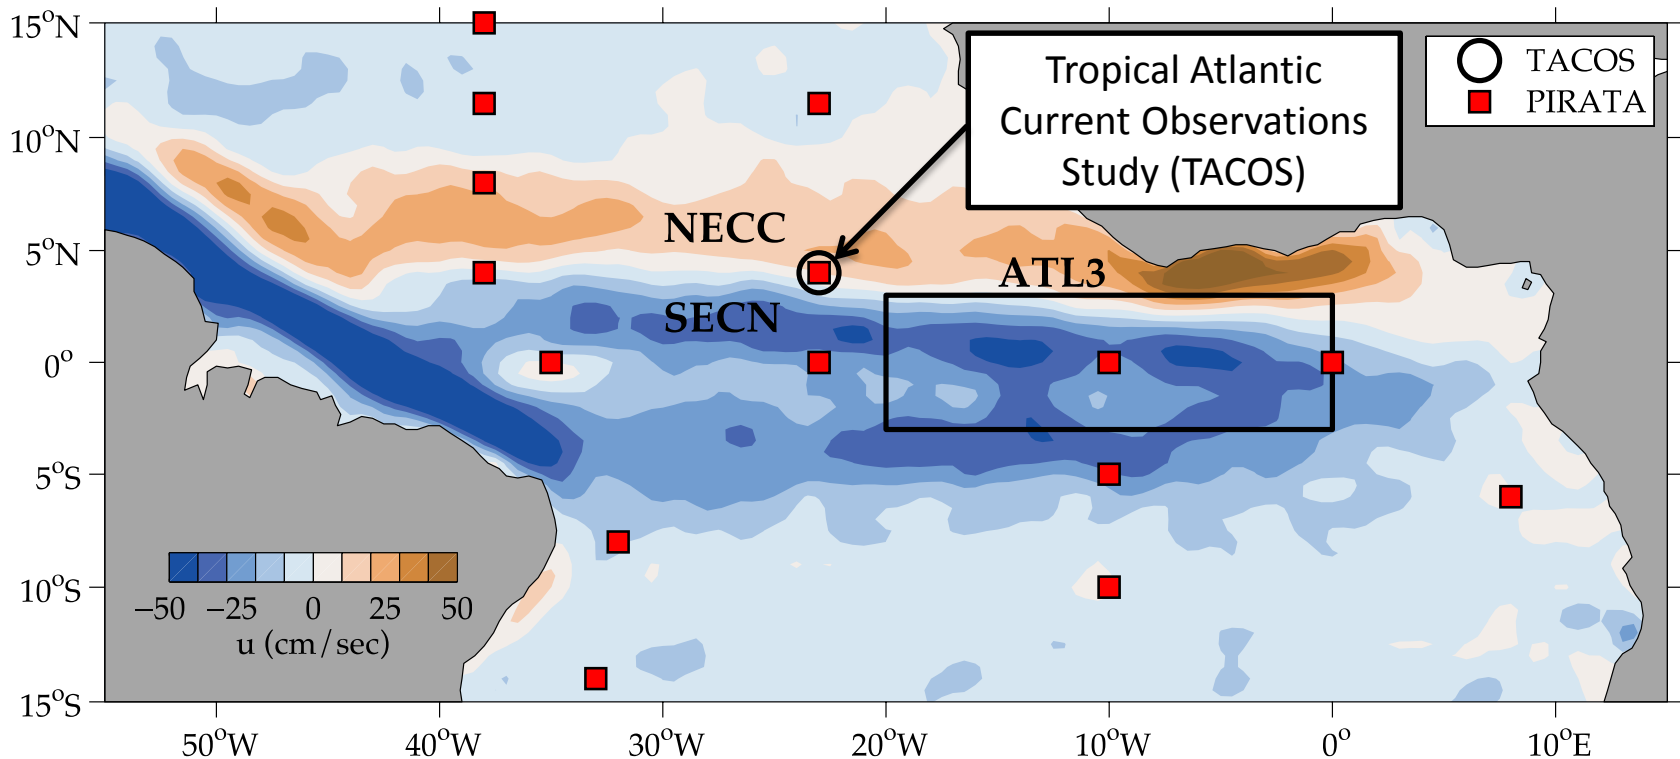 15°N
10°N
5°N
0°
5°S
10°S
15°S
Tropical Atlantic
Current Observations
Study (TACOS)
TACOS
PIRATA
NECC
ATL3
SECN
−50 −25 0 25 50
u (cm/sec)
50°W 40°W 30°W 20°W 10°W 0° 10°E